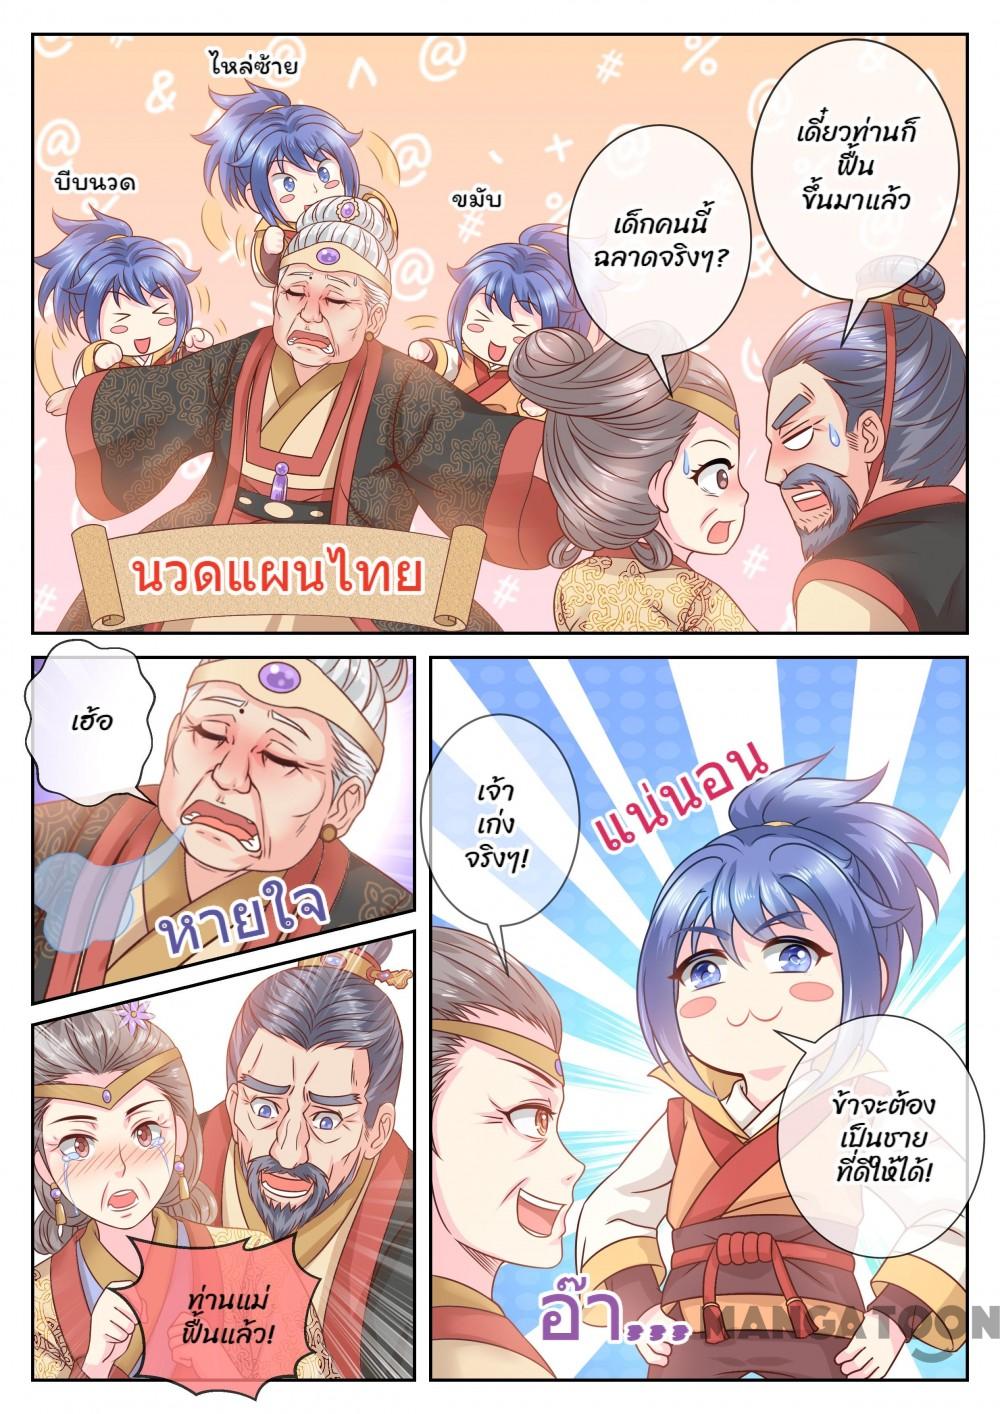 ไหล่ซ้าย
บีบนวด
ขมับ
เดี๋ยวท่านก็
ฟื้น
ขึ้นมาแล้ว
เด็กคนนี้
ฉลาดจริงๆ?
นวดแผนไทย
เฮ้อ
หายใจ
ท่านแม่
ฟื้นแล้ว!
แน่นอน
เจ้า
เก่ง
จริงๆ!
ข้าจะต้อง
เป็นชาย
ที่ดีให้ได้!
อ๊า,,,
MANGATOON